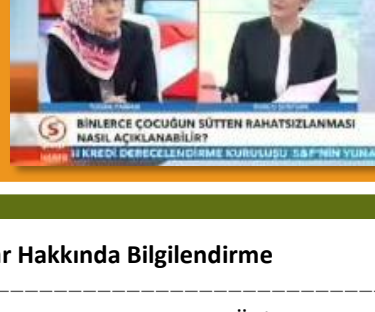 S
BİNLERCE ÇOCUĞUN SÜTTEN RAHATSIZLANMASI
NASIL AÇIKLANABİLİR?
KREDİ DERECELENDİRME KURULUŞU S&P'NİN YUNA
r Hakkında Bilgilendirme